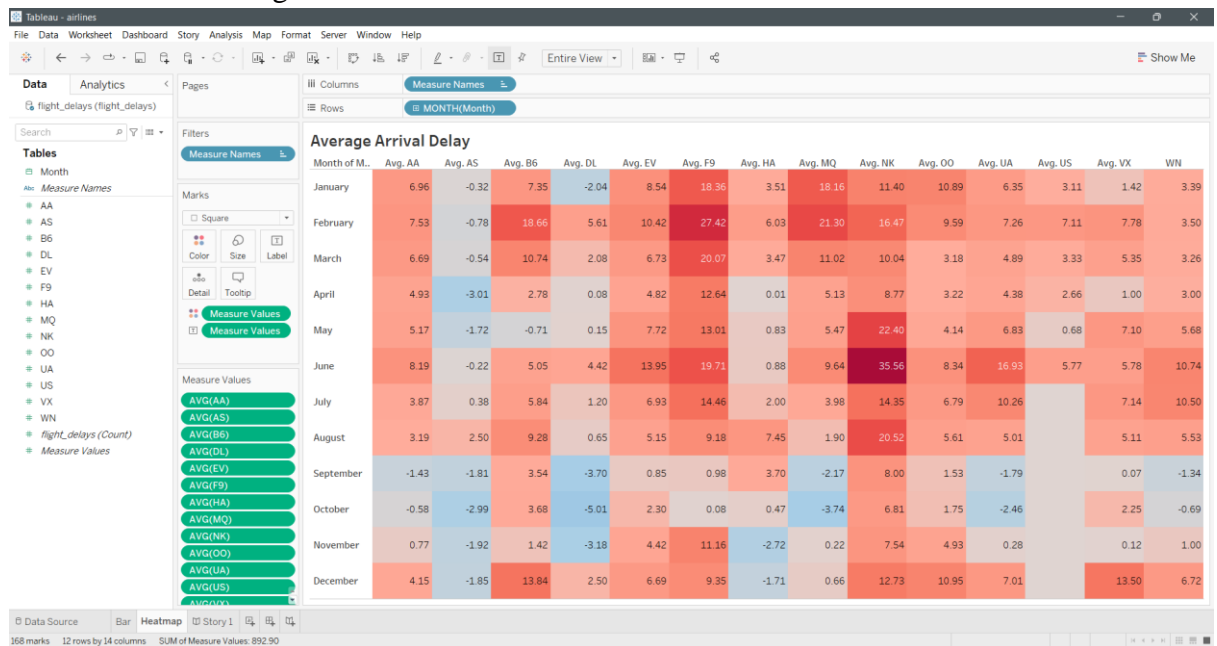 Tableau - airlines
File Data Worksheet Dashboard Story Analysis Map Format Server Window Help
Entire View
Show Me
Data Analytics
flight_delays (flight_delays)
Search
Tables
Month
Abc Measure Names
AA
AS
B6
DL
EV
F9
HA
MQ
NK
OO
UA
US
VX
WN
flight_delays (Count)
Measure Values
Pages
Filters
Measure Names
Marks
Square
Color Size Label
Detail Tooltip
Measure Values
Measure Values
Measure Values
AVG(AA)
AVG(AS)
AVG(B6)
AVG(DL)
AVG(EV)
AVG(F9)
AVG(HA)
AVG(MQ)
AVG(NK)
AVG(OO)
AVG(UA)
AVG(US)
AVG(VX)
Columns Measure Names
Rows MONTH(Month)
Average Arrival Delay
Month of M.. Avg. AA Avg. AS Avg. B6 Avg. DL Avg. EV Avg. F9 Avg. HA Avg. MQ Avg. NK Avg. OO Avg. UA Avg. US Avg. VX WN
January 6.96 -0.32 7.35 -2.04 8.54 18.36 3.51 18.16 11.40 10.89 6.35 3.11 1.42 3.39
February 7.53 -0.78 18.66 5.61 10.42 27.42 6.03 21.30 16.47 9.59 7.26 7.11 7.78 3.50
March 6.69 -0.54 10.74 2.08 6.73 20.07 3.47 11.02 10.04 3.18 4.89 3.33 5.35 3.26
April 4.93 -3.01 2.78 0.08 4.82 12.64 0.01 5.13 8.77 3.22 4.38 2.66 1.00 3.00
May 5.17 -1.72 -0.71 0.15 7.72 13.01 0.83 5.47 22.40 4.14 6.83 0.68 7.10 5.68
June 8.19 -0.22 5.05 4.42 13.95 19.71 0.88 9.64 35.56 8.34 16.93 5.77 5.78 10.74
July 3.87 0.38 5.84 1.20 6.93 14.46 2.00 3.98 14.35 6.79 10.26 7.14 10.50
August 3.19 2.50 9.28 0.65 5.15 9.18 7.45 1.90 20.52 5.61 5.01 5.11 5.53
September -1.43 -1.81 3.54 -3.70 0.85 0.98 3.70 -2.17 8.00 1.53 -1.79 0.07 -1.34
October -0.58 -2.99 3.68 -5.01 2.30 0.08 0.47 -3.74 6.81 1.75 -2.46 2.25 -0.69
November 0.77 -1.92 1.42 -3.18 4.42 11.16 -2.72 0.22 7.54 4.93 0.28 0.12 1.00
December 4.15 -1.85 13.84 2.50 6.69 9.35 -1.71 0.66 12.73 10.95 7.01 13.50 6.72
Data Source Bar Heatmap Story 1
168 marks 12 rows by 14 columns SUM of Measure Values: 892.90